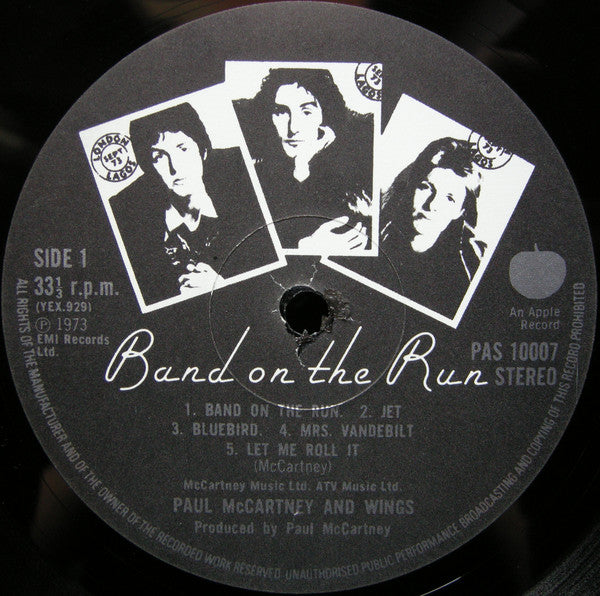 LONDON
SEPT
73
LAGOS
LAGOS
SIDE 1
33 1/3 r.p.m.
(YEX.929)
℗ 1973
EMI Records
Ltd.
An Apple
Record
PAS 10007
STEREO
Band on the Run
1. BAND ON THE RUN. 2. JET
3. BLUEBIRD. 4. MRS. VANDEBILT
5. LET ME ROLL IT
(McCartney)
McCartney Music Ltd. ATV Music Ltd.
PAUL McCARTNEY AND WINGS
Produced by Paul McCartney
ALL RIGHTS OF THE MANUFACTURER AND OF THE OWNER OF THE RECORDED WORK RESERVED. UNAUTHORISED PUBLIC PERFORMANCE BROADCASTING AND COPYING OF THIS RECORD PROHIBITED